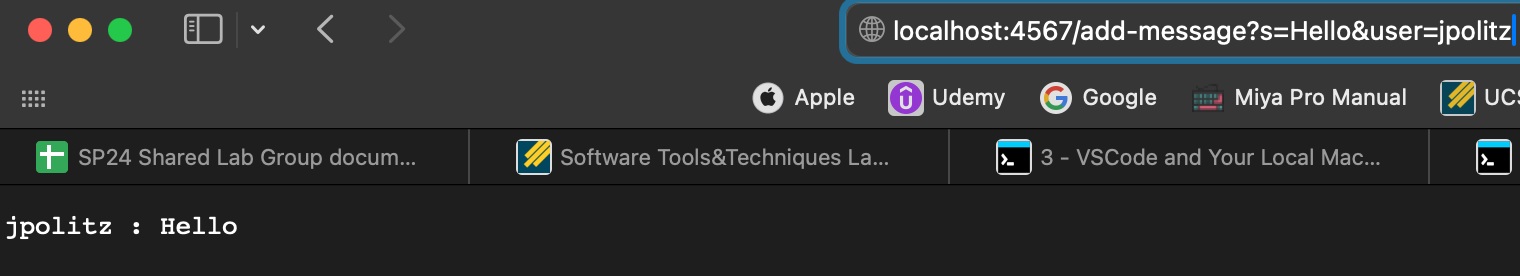 localhost:4567/add-message?s=Hello&user=jpolitz
Apple Udemy Google Miya Pro Manual UCS
SP24 Shared Lab Group docum... Software Tools&Techniques La... 3 - VSCode and Your Local Mac...
jpolitz : Hello